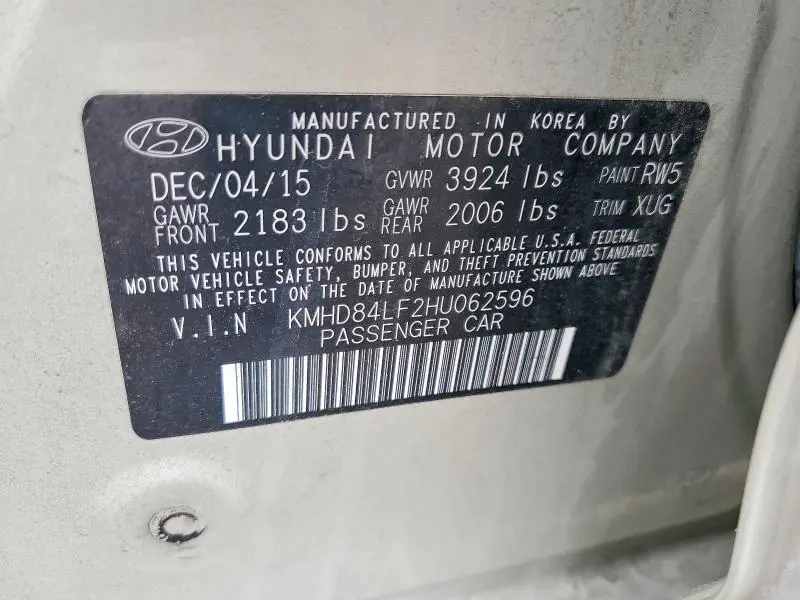 MANUFACTURED IN KOREA BY
HYUNDAI MOTOR COMPANY
DEC/04/15 GVWR 3924 lbs PAINT RW5
GAWR FRONT 2183 lbs GAWR REAR 2006 lbs TRIM XUG
THIS VEHICLE CONFORMS TO ALL APPLICABLE U.S.A. FEDERAL
MOTOR VEHICLE SAFETY, BUMPER, AND THEFT PREVENTION STANDARDS
IN EFFECT ON THE DATE OF MANUFACTURE SHOWN ABOVE
V.I.N KMHD84LF2HU062596
PASSENGER CAR